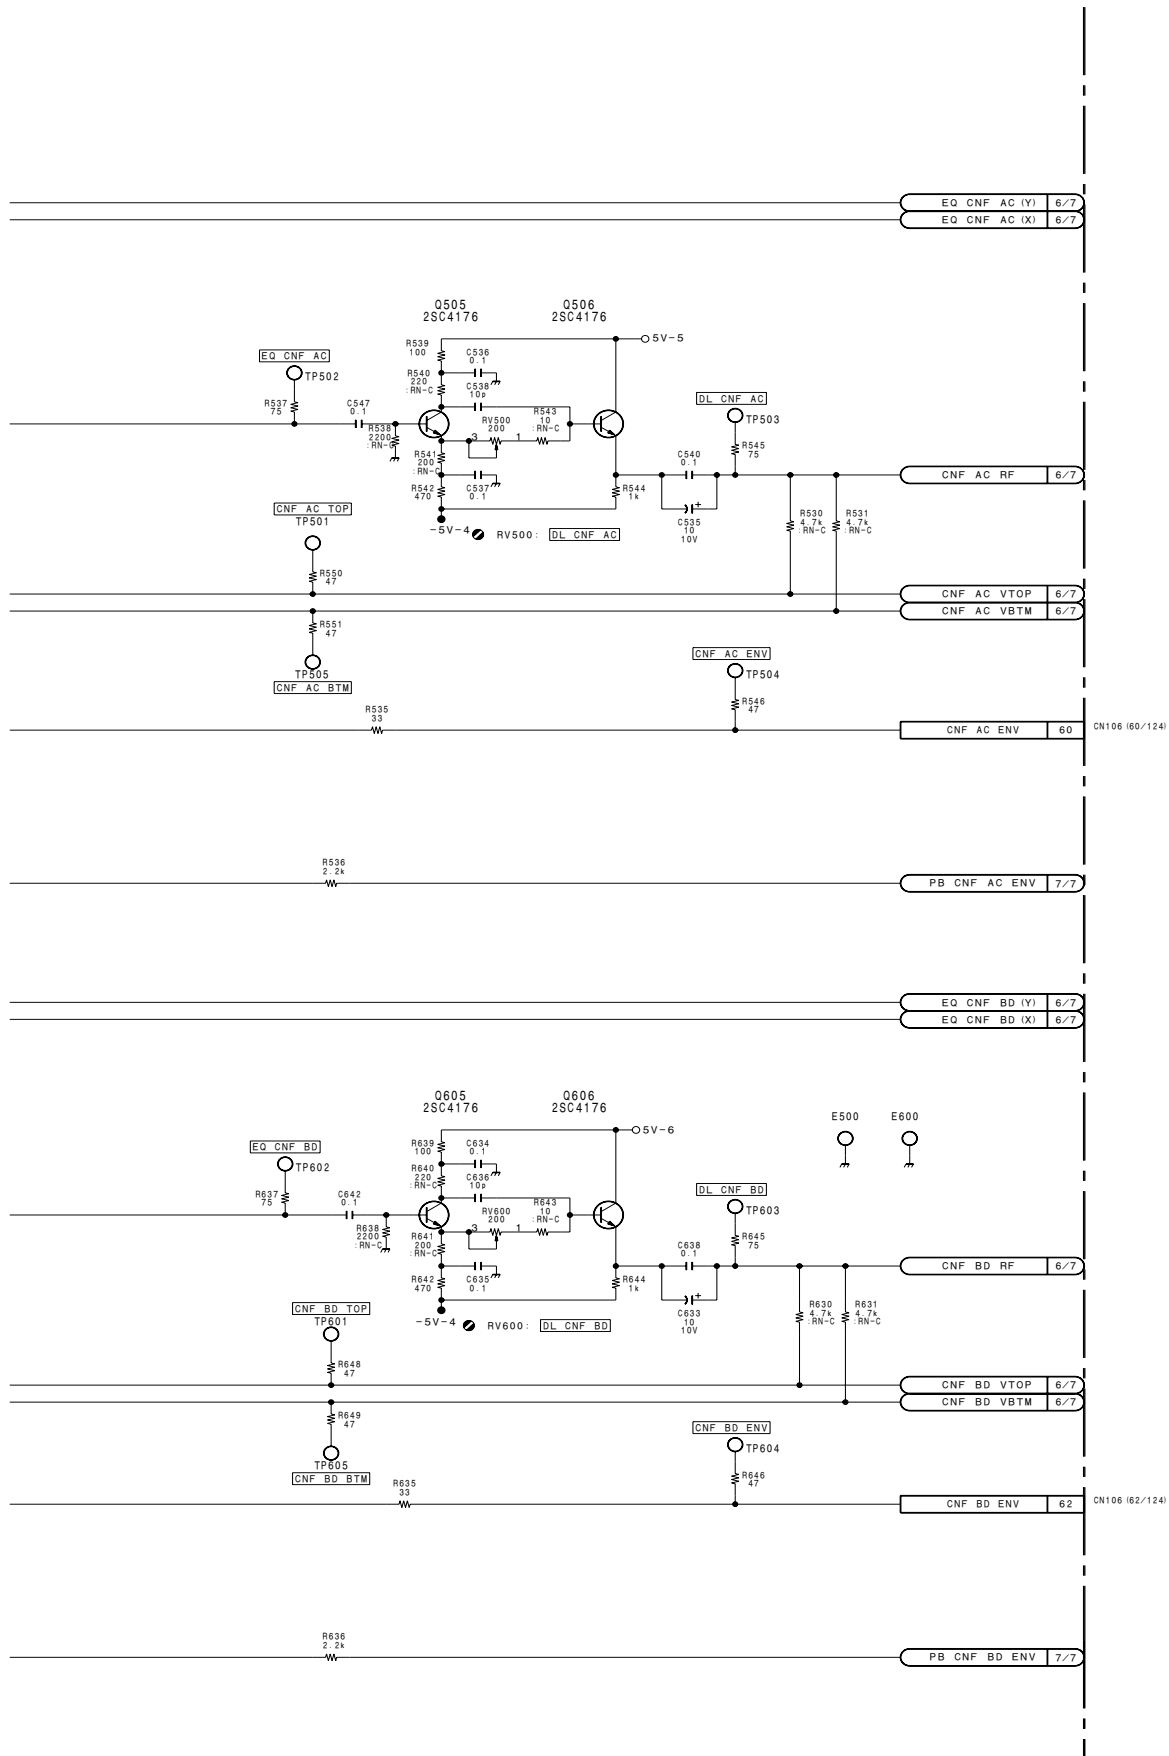 EQ CNF AC (Y) 6/7
EQ CNF AC (X) 6/7
Q505
2SC4176
Q506
2SC4176
5V-5
R539
100
C536
0.1
R540
220
:RN-C
C538
10p
EQ CNF AC
TP502
R537
75
C547
0.1
R538
2200
:RN-C
3
RV500
200
1
R543
10
:RN-C
R541
200
:RN-C
R542
470
C537
0.1
-5V-4
RV500: DL CNF AC
R544
1k
C540
0.1
C535
10
10V
DL CNF AC
TP503
R545
75
CNF AC RF 6/7
R530
4.7k
:RN-C
R531
4.7k
:RN-C
CNF AC TOP
TP501
R550
47
CNF AC VTOP 6/7
CNF AC VBTM 6/7
R551
47
TP505
CNF AC BTM
CNF AC ENV
TP504
R546
47
R535
33
CNF AC ENV 60
CN106 (60/124)
R536
2.2k
PB CNF AC ENV 7/7
EQ CNF BD (Y) 6/7
EQ CNF BD (X) 6/7
Q605
2SC4176
Q606
2SC4176
5V-6
E500
E600
R639
100
C634
0.1
R640
220
:RN-C
C636
10p
EQ CNF BD
TP602
R637
75
C642
0.1
R638
2200
:RN-C
3
RV600
200
1
R643
10
:RN-C
R641
200
:RN-C
R642
470
C635
0.1
-5V-4
RV600: DL CNF BD
R644
1k
C638
0.1
C633
10
10V
DL CNF BD
TP603
R645
75
CNF BD RF 6/7
R630
4.7k
:RN-C
R631
4.7k
:RN-C
CNF BD TOP
TP601
R648
47
CNF BD VTOP 6/7
CNF BD VBTM 6/7
R649
47
TP605
CNF BD BTM
CNF BD ENV
TP604
R646
47
R635
33
CNF BD ENV 62
CN106 (62/124)
R636
2.2k
PB CNF BD ENV 7/7